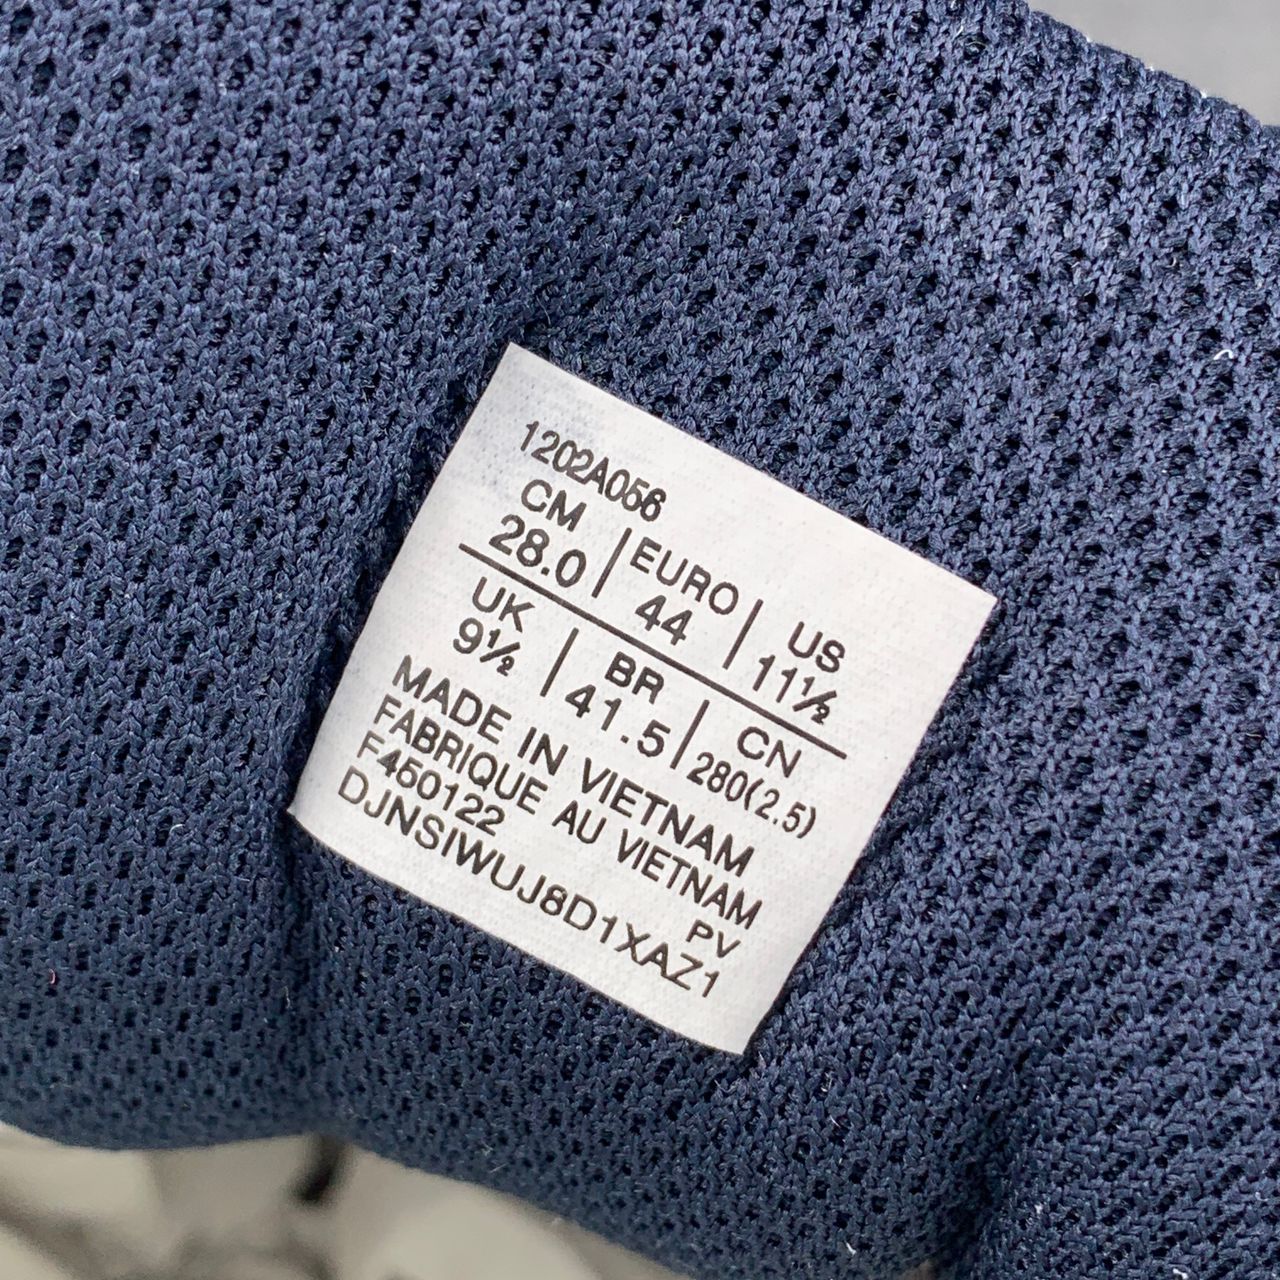 1202A056
CM EURO US
28.0 44 11½
UK BR CN
9½ 41.5 280(2.5)
MADE IN VIETNAM
FABRIQUE AU VIETNAM
F450122 PV
DJNSIWUJ8D1XAZ1